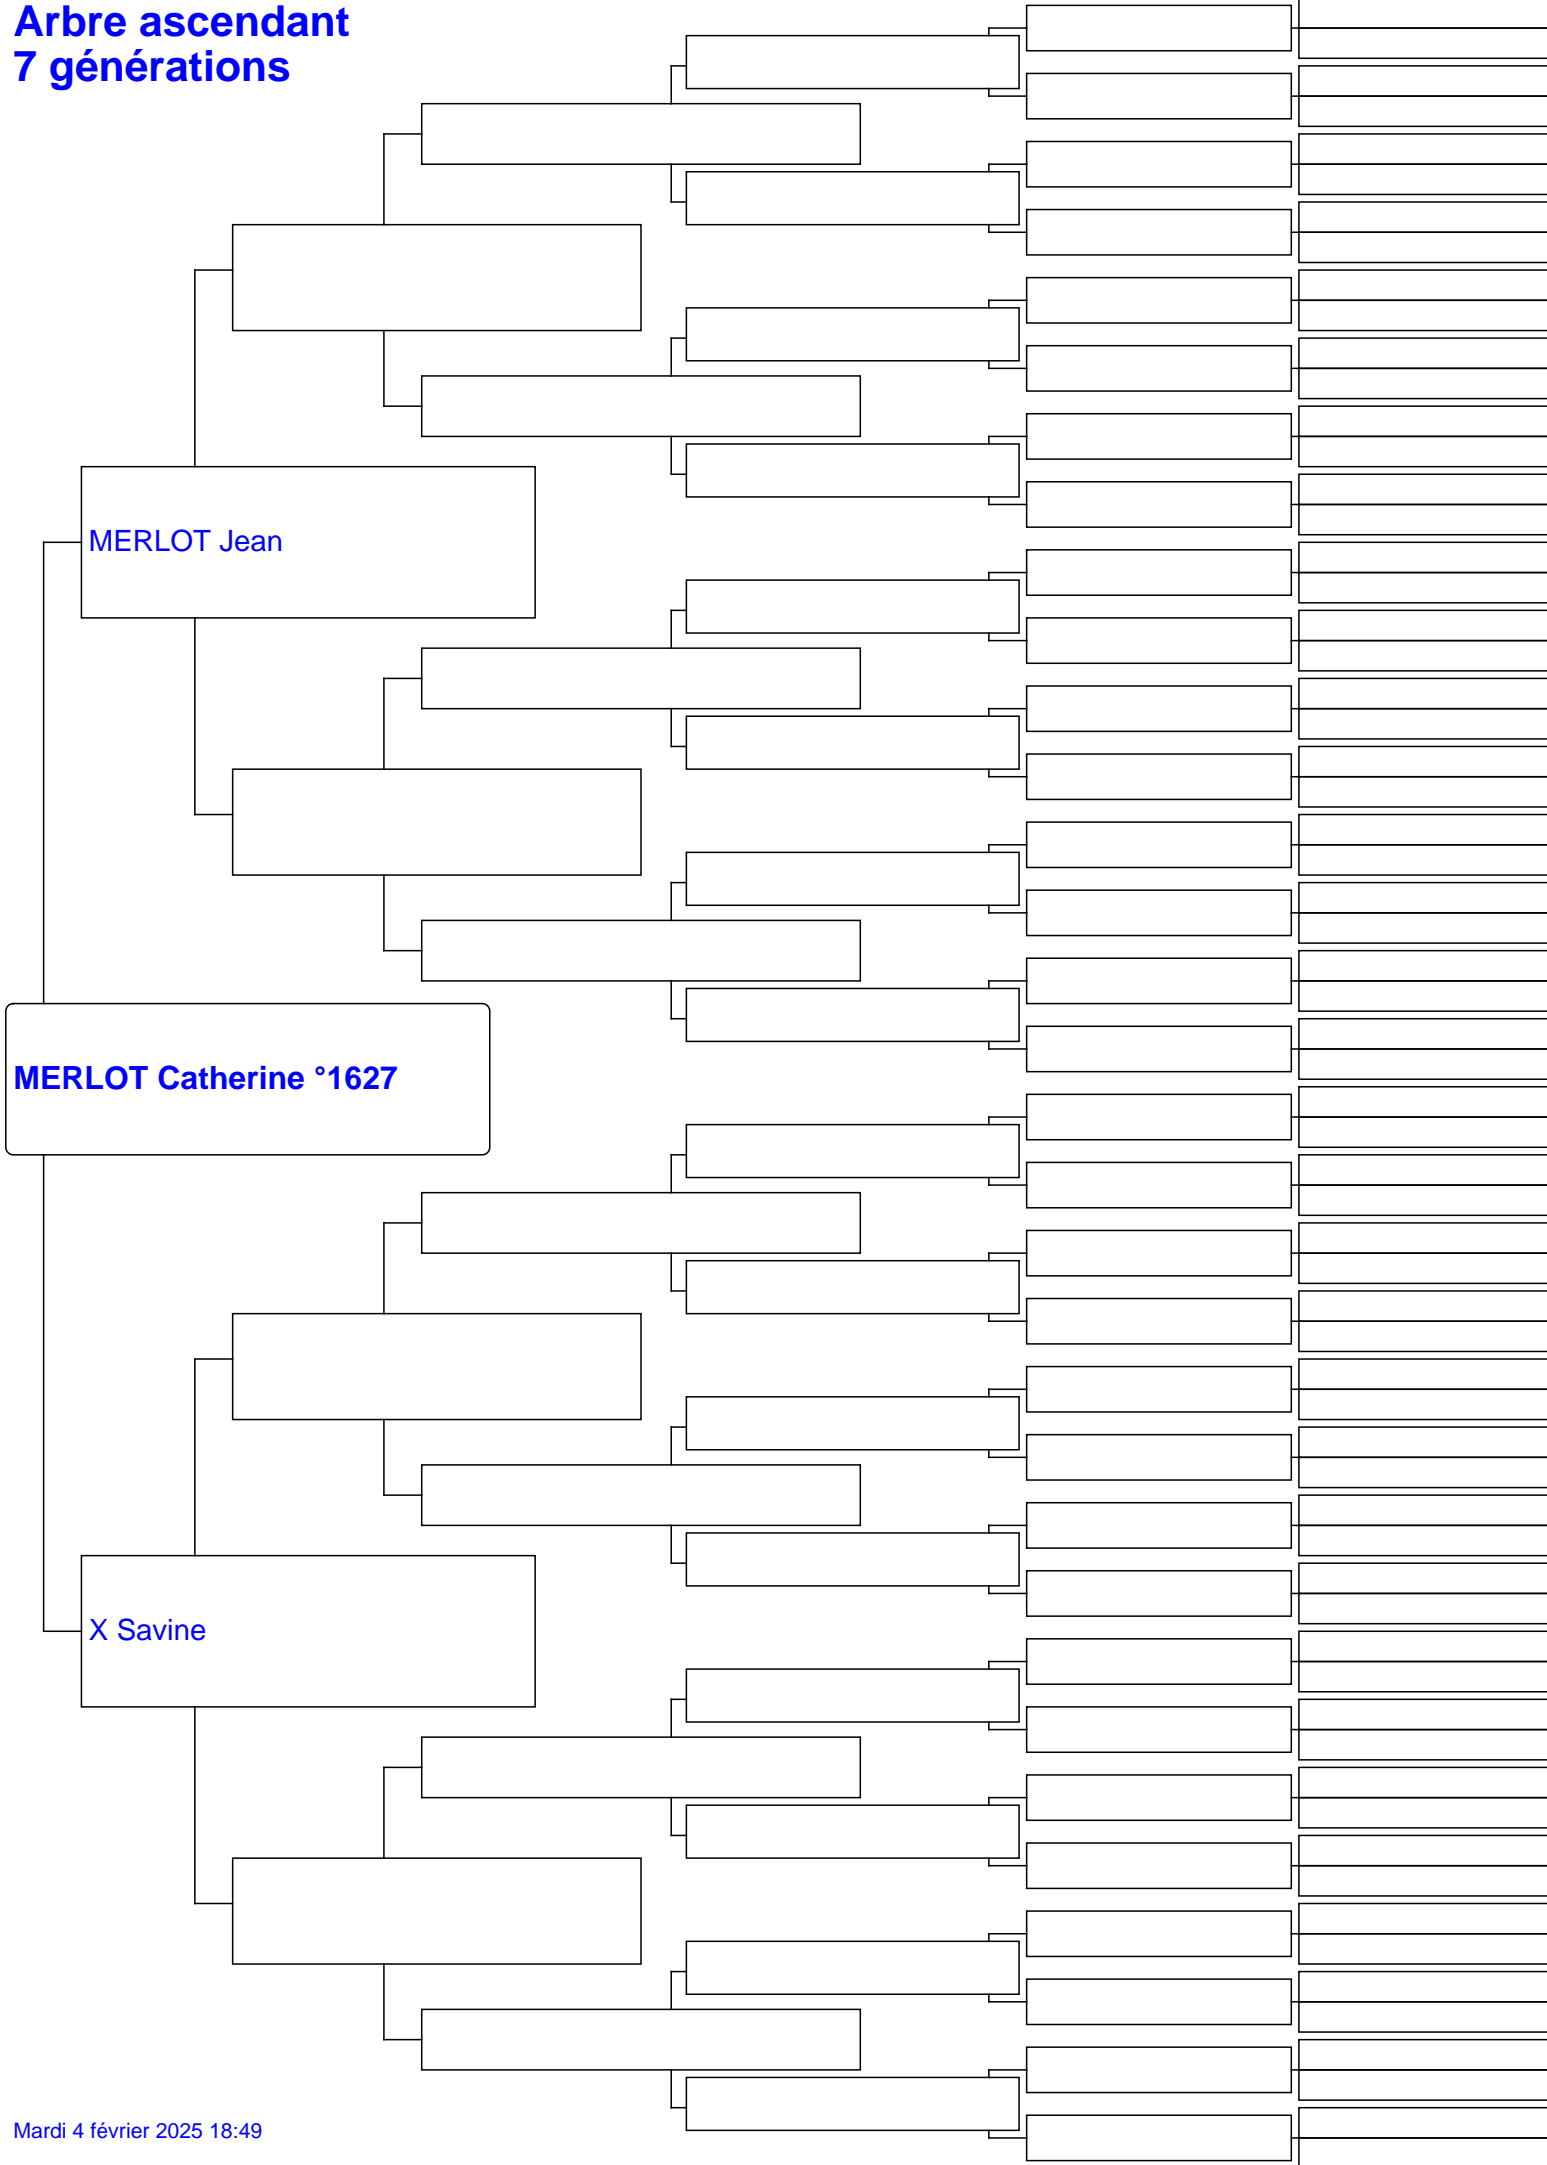 Arbre ascendant
7 générations
MERLOT Jean
MERLOT Catherine °1627
X Savine
Mardi 4 février 2025 18:49